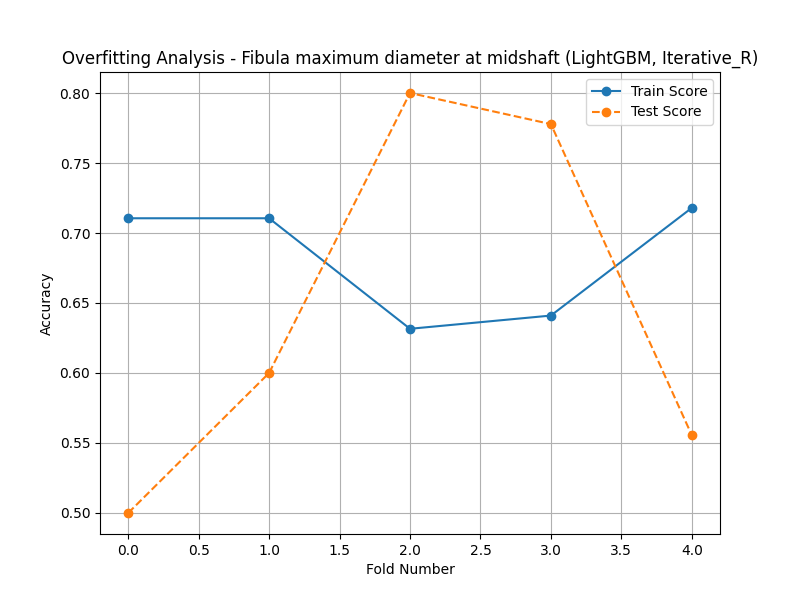 Overfitting Analysis - Fibula maximum diameter at midshaft (LightGBM, Iterative_R)
Train Score
Test Score
Accuracy
0.80
0.75
0.70
0.65
0.60
0.55
0.50
0.0 0.5 1.0 1.5 2.0 2.5 3.0 3.5 4.0
Fold Number